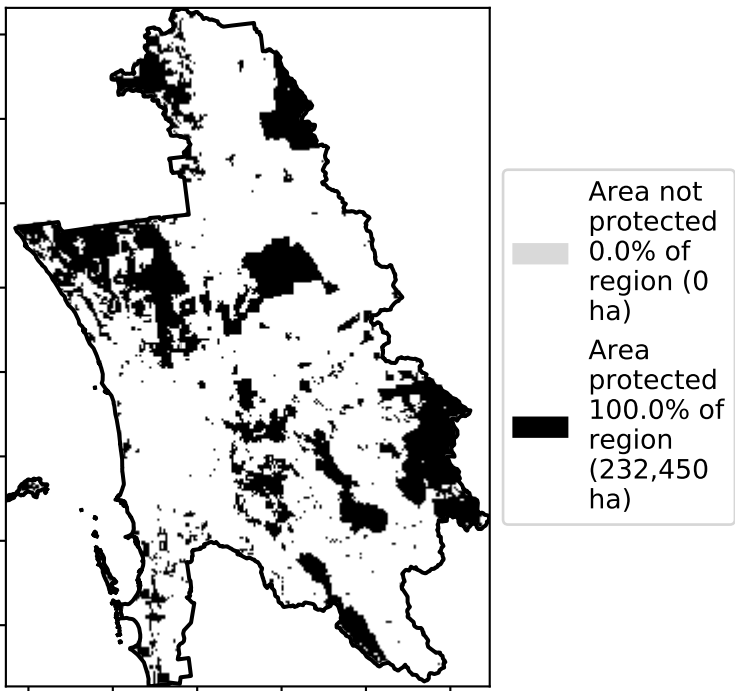 Area not
protected
0.0% of
region (0
ha)
Area
protected
100.0% of
region
(232,450
ha)